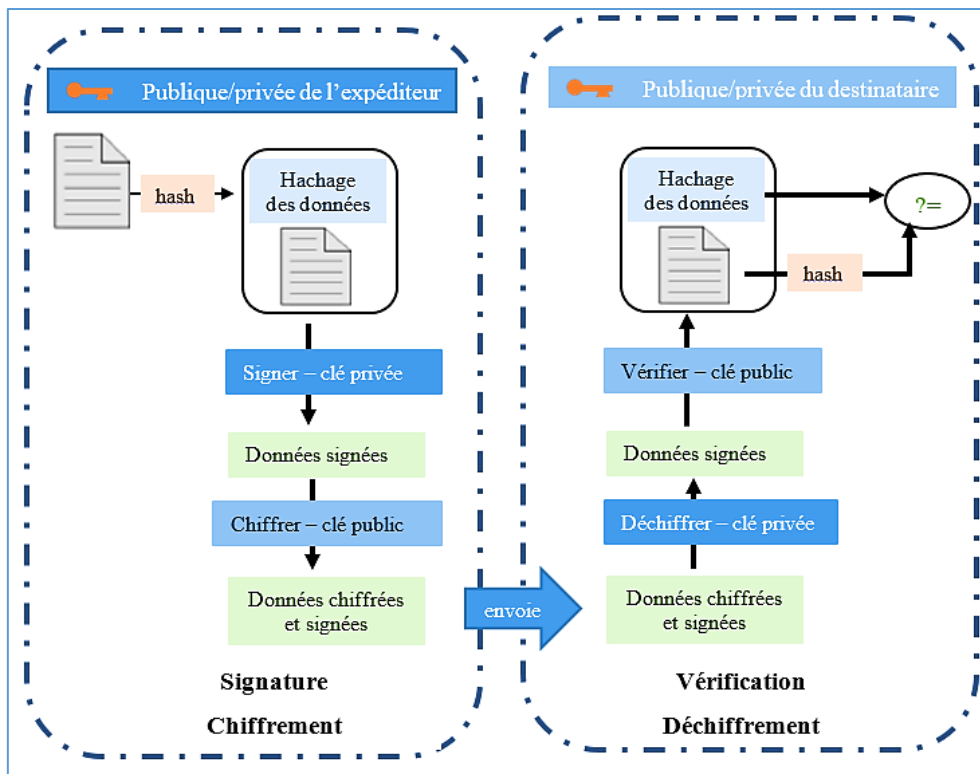 Publique/privée de l'expéditeur
hash
Hachage
des données
Signer – clé privée
Données signées
Chiffrer – clé public
Données chiffrées
et signées
Signature
Chiffrement
envoie
Publique/privée du destinataire
Hachage
des données
?=
hash
Vérifier – clé public
Données signées
Déchiffrer – clé privée
Données chiffrées
et signées
Vérification
Déchiffrement